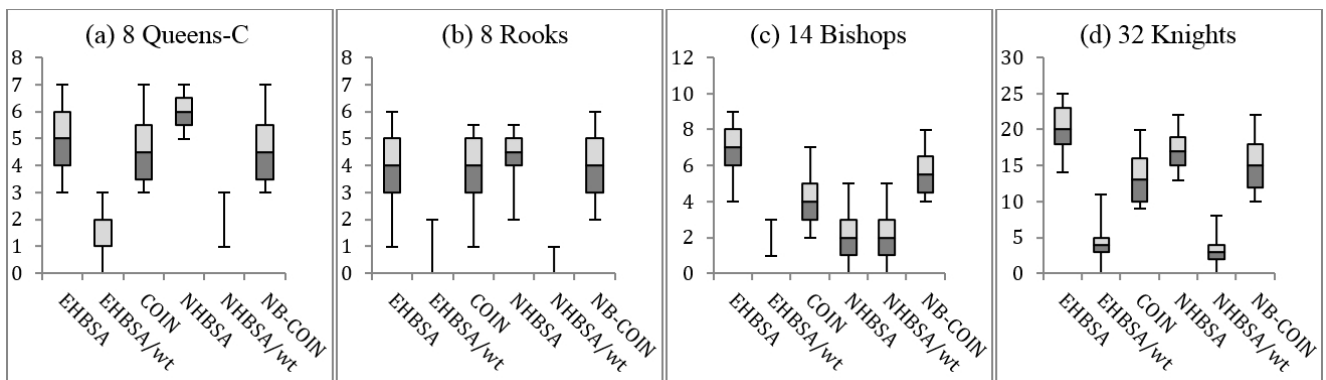 (a) 8 Queens-C
8
7
6
5
4
3
2
1
0
EHBSA
EHBSA/wt
COIN
NHBSA
NHBSA/wt
NB-COIN
(b) 8 Rooks
8
7
6
5
4
3
2
1
0
EHBSA
EHBSA/wt
COIN
NHBSA
NHBSA/wt
NB-COIN
(c) 14 Bishops
12
10
8
6
4
2
0
EHBSA
EHBSA/wt
COIN
NHBSA
NHBSA/wt
NB-COIN
(d) 32 Knights
30
25
20
15
10
5
0
EHBSA
EHBSA/wt
COIN
NHBSA
NHBSA/wt
NB-COIN